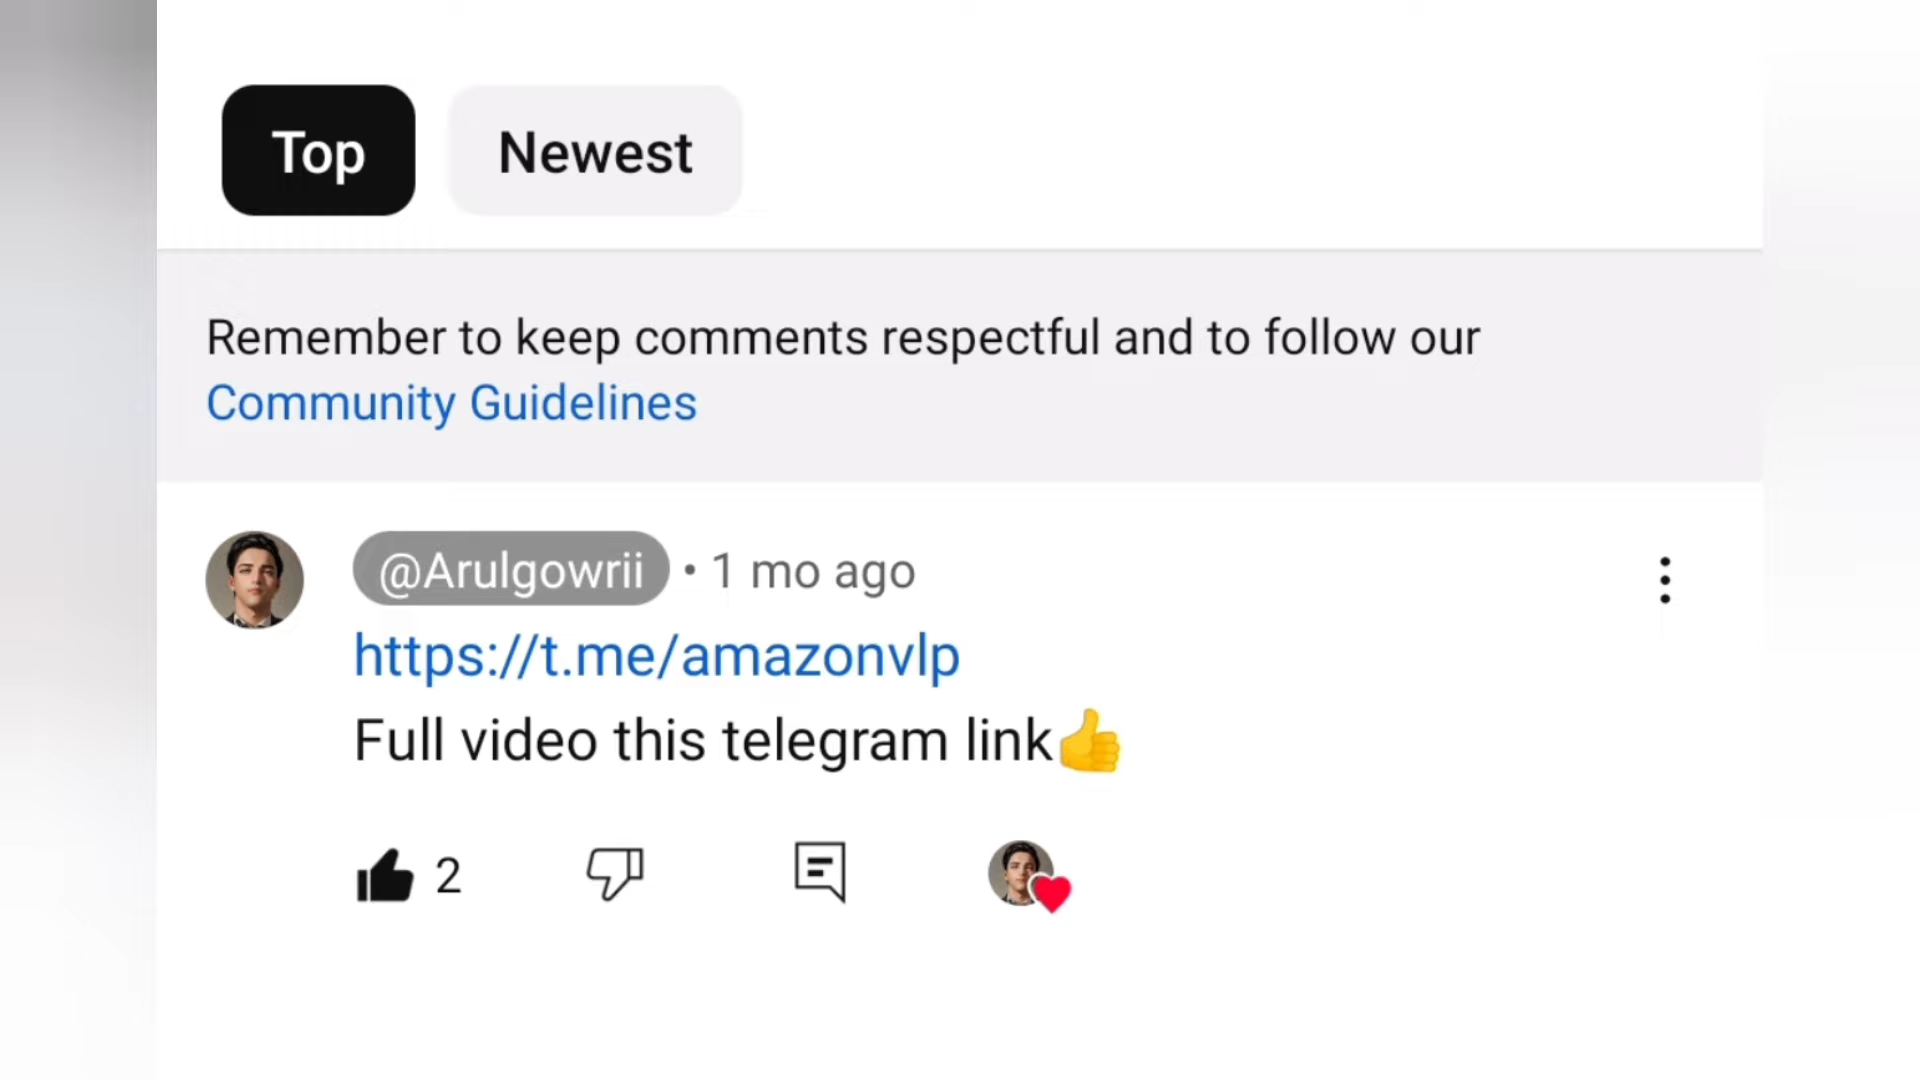 Top
Newest
Remember to keep comments respectful and to follow our
Community Guidelines
@Arulgowrii • 1 mo ago
https://t.me/amazonvlp
Full video this telegram link👍
2